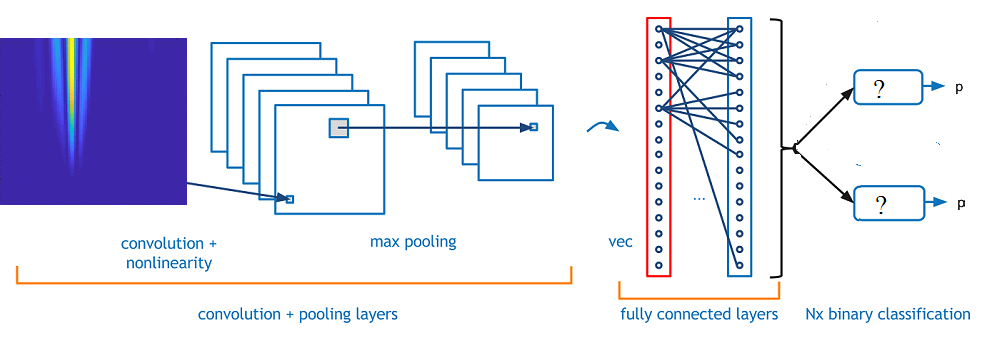 ? p
? p
...
convolution +
nonlinearity
max pooling
vec
convolution + pooling layers
fully connected layers
Nx binary classification